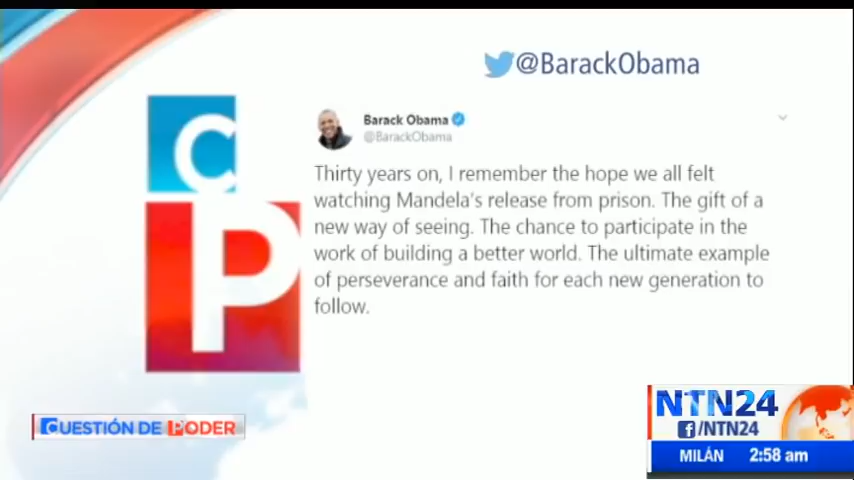 @BarackObama
CP
Barack Obama
@BarackObama
Thirty years on, I remember the hope we all felt
watching Mandela's release from prison. The gift of a
new way of seeing. The chance to participate in the
work of building a better world. The ultimate example
of perseverance and faith for each new generation to
follow.
CUESTIÓN DE PODER
NTN24
f/NTN24
MILÁN 2:58 am